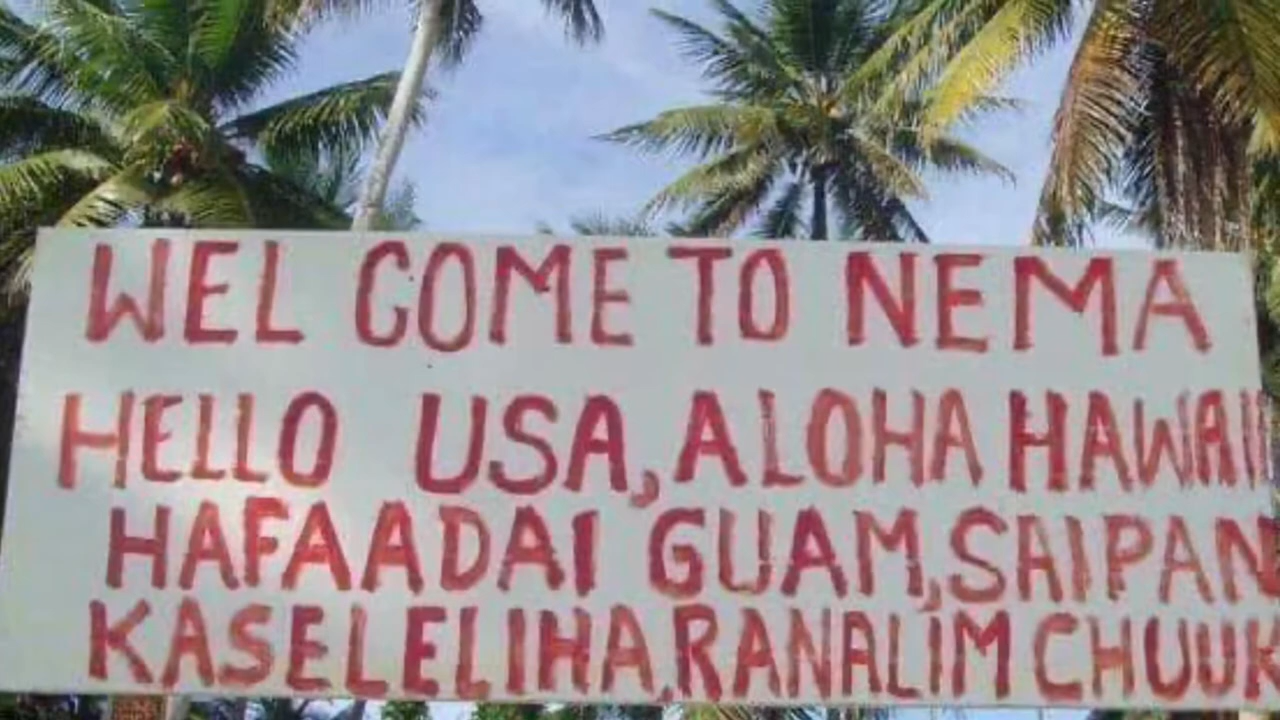 WEL COME TO NEMA
HELLO USA, ALOHA HAWAII
HAFAADAI GUAM, SAIPAN
KASELELIHA, RANALIM CHUUK